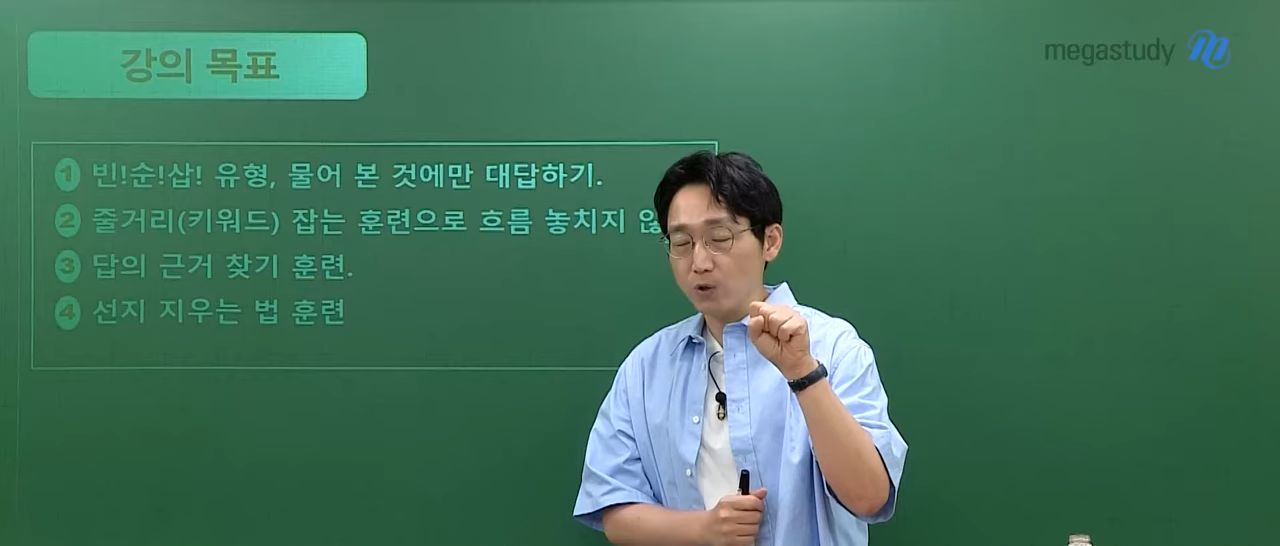 강의 목표
megastudy
1 빈!순!삽! 유형, 물어 본 것에만 대답하기.
2 줄거리(키워드) 잡는 훈련으로 흐름 놓치지
3 답의 근거 찾기 훈련.
4 선지 지우는 법 훈련